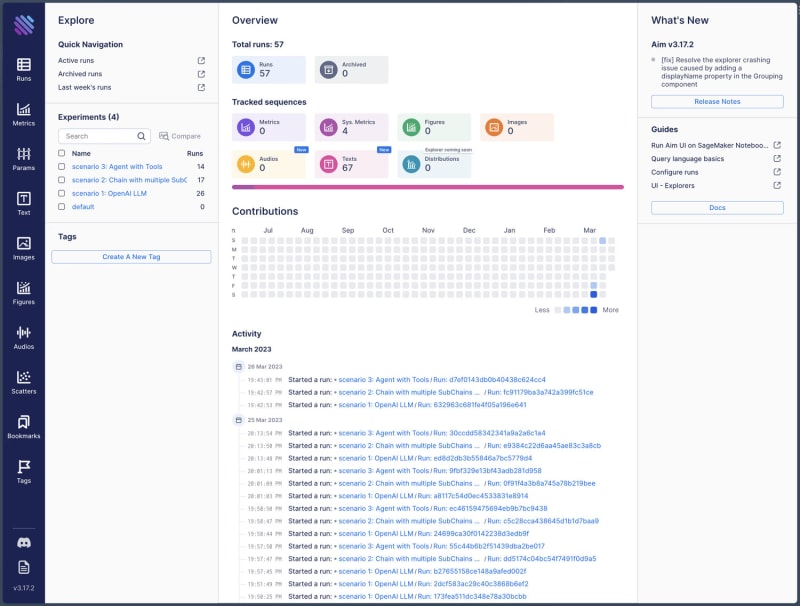 Runs
Metrics
Params
Text
Images
Figures
Audios
Scatters
Bookmarks
Tags
v3.17.2
Explore
Quick Navigation
Active runs
Archived runs
Last week's runs
Experiments (4)
Search
Compare
Name Runs
scenario 3: Agent with Tools 14
scenario 2: Chain with multiple SubC 17
scenario 1: OpenAI LLM 26
default 0
Tags
Create A New Tag
Overview
Total runs: 57
Runs
57
Archived
0
Tracked sequences
Metrics
0
Sys. Metrics
4
Figures
0
Images
0
New
Audios
0
New
Texts
67
Explorer coming soon
Distributions
0
Contributions
Jul Aug Sep Oct Nov Dec Jan Feb Mar
S
M
T
W
T
F
S
Less More
Activity
March 2023
26 Mar 2023
19:43:01 PM Started a run: scenario 3: Agent with Tools / Run: d7ef0143db0b40438c624cc4
19:42:57 PM Started a run: scenario 2: Chain with multiple SubChains ... / Run: fc91179ba3a742a399fc51ce
19:42:53 PM Started a run: scenario 1: OpenAI LLM / Run: 632963c681fe4f05a196e641
25 Mar 2023
20:13:54 PM Started a run: scenario 3: Agent with Tools / Run: 30ccdd58342341a9a2a6c1a4
20:13:50 PM Started a run: scenario 2: Chain with multiple SubChains ... / Run: e9384c22d6aa45ae83c3a8cb
20:13:48 PM Started a run: scenario 1: OpenAI LLM / Run: ed8d2db3b55846a7bc5779d4
20:01:13 PM Started a run: scenario 3: Agent with Tools / Run: 9fbf329e13bf43adb281d958
20:01:09 PM Started a run: scenario 2: Chain with multiple SubChains ... / Run: 0f91f4a3b8a745a78b219bee
20:01:03 PM Started a run: scenario 1: OpenAI LLM / Run: a8117c54d0ec4533831e8914
19:58:50 PM Started a run: scenario 3: Agent with Tools / Run: ec46159475694eb9b7bc9438
19:58:47 PM Started a run: scenario 2: Chain with multiple SubChains ... / Run: c5c28cca438645d1b1d7baa9
19:58:44 PM Started a run: scenario 1: OpenAI LLM / Run: 24699ca30f0142238d3edb9f
19:57:50 PM Started a run: scenario 3: Agent with Tools / Run: 55c44b6b2f51439dba2be017
19:57:47 PM Started a run: scenario 2: Chain with multiple SubChains ... / Run: dd5174c04bc54f7491f0d9a5
19:57:45 PM Started a run: scenario 1: OpenAI LLM / Run: b27655158ce148a9afed002f
19:51:49 PM Started a run: scenario 1: OpenAI LLM / Run: 2dcf583ac29c40c3868b6ef2
19:50:25 PM Started a run: scenario 1: OpenAI LLM / Run: 173fea511dc348e78a30bcbb
What's New
Aim v3.17.2
[fix] Resolve the explorer crashing
issue caused by adding a
displayName property in the Grouping
component
Release Notes
Guides
Run Aim UI on SageMaker Noteboo...
Query language basics
Configure runs
UI - Explorers
Docs